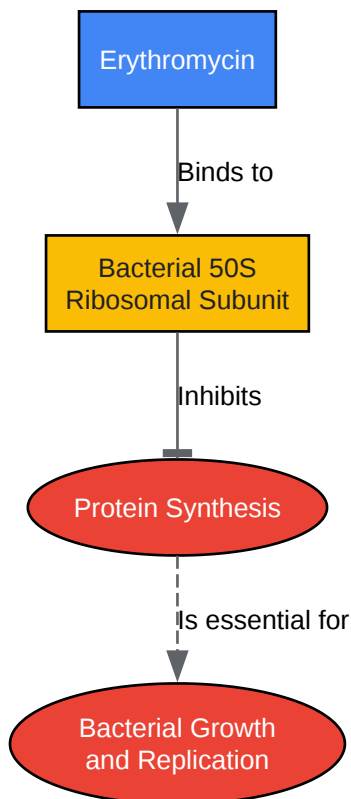 Erythromycin
Binds to
Bacterial 50S
Ribosomal Subunit
Inhibits
Protein Synthesis
Is essential for
Bacterial Growth
and Replication